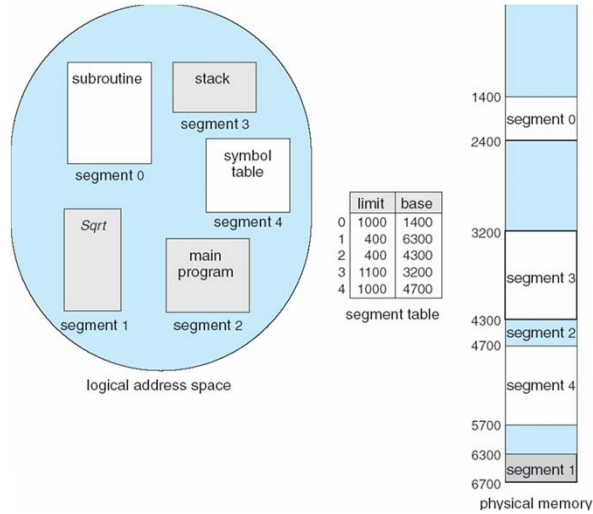 subroutine
segment 0
stack
segment 3
symbol
table
segment 4
Sqrt
segment 1
main
program
segment 2
logical address space
limit base
0 1000 1400
1 400 6300
2 400 4300
3 1100 3200
4 1000 4700
segment table
1400
segment 0
2400
3200
segment 3
4300
segment 2
4700
segment 4
5700
6300
segment 1
6700
physical memory